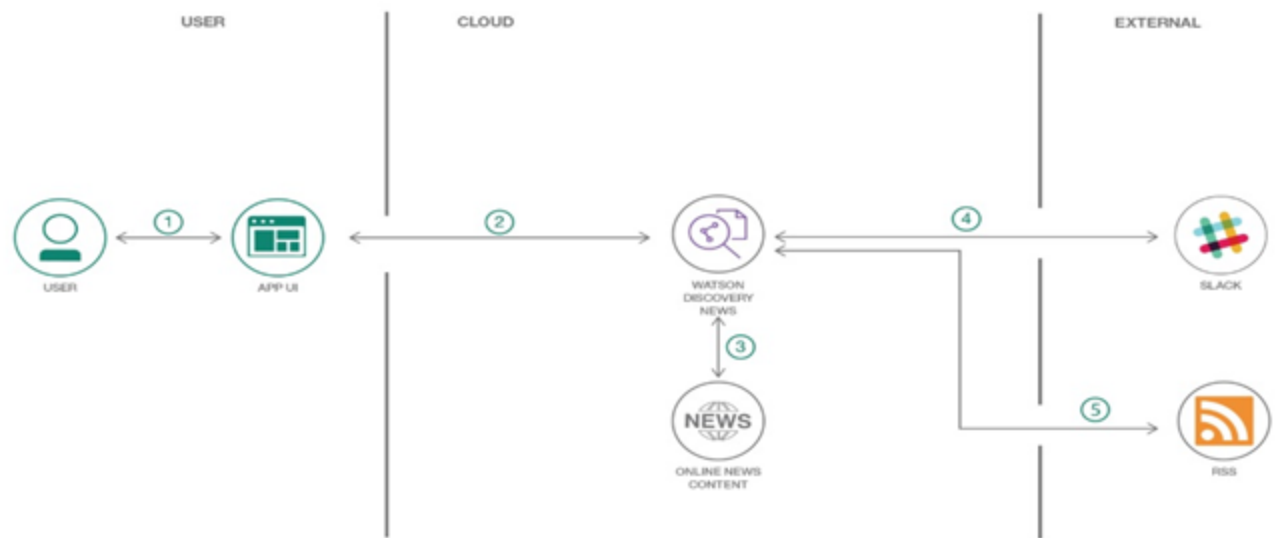 USER
CLOUD
EXTERNAL
1
2
4
USER
APP UI
WATSON
DISCOVERY
NEWS
SLACK
3
NEWS
5
ONLINE NEWS
CONTENT
RSS